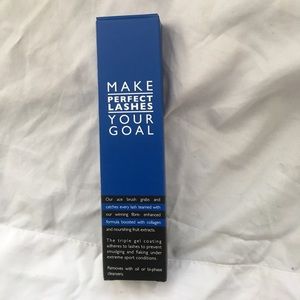 MAKE
PERFECT
LASHES
YOUR
GOAL
Our ace brush grabs and
catches every lash teamed with
our winning fibre- enhanced
formula boosted with collagen
and nourishing fruit extracts.
The triple gel coating
adheres to lashes to prevent
smudging and flaking under
extreme sport conditions.
Removes with oil or bi-phase
cleansers.